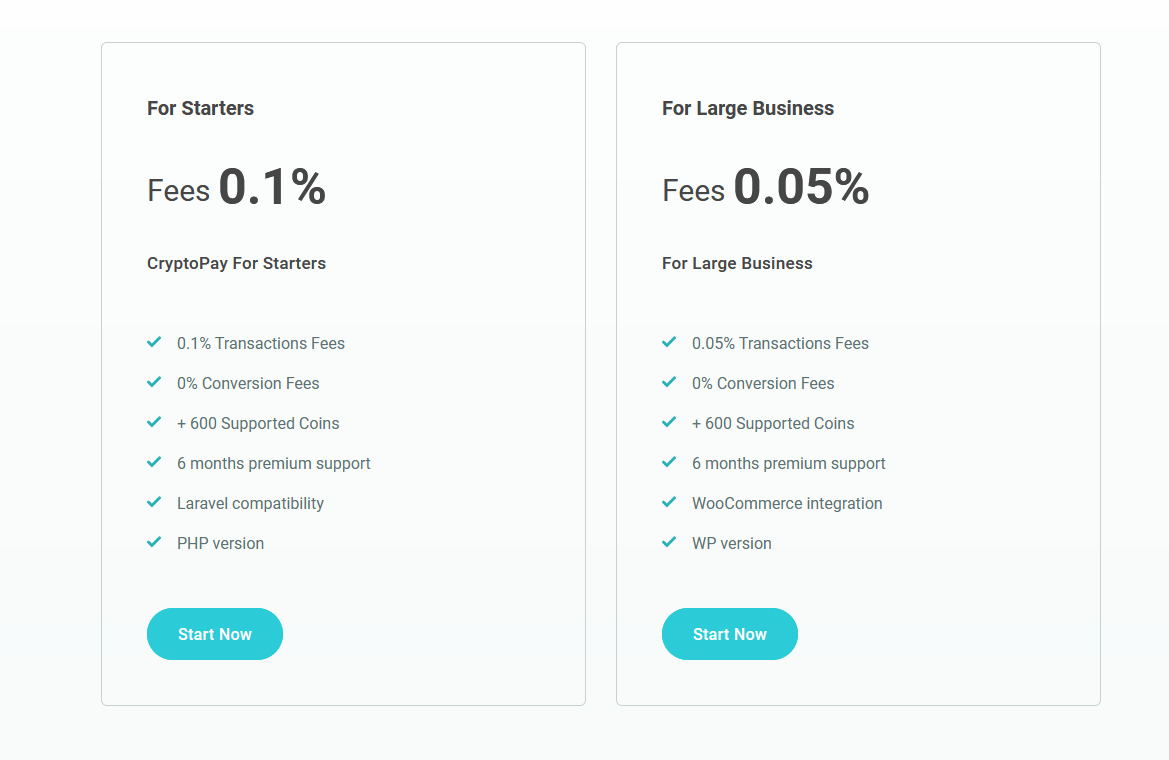 For Starters
Fees 0.1%
CryptoPay For Starters
0.1% Transactions Fees
0% Conversion Fees
+ 600 Supported Coins
6 months premium support
Laravel compatibility
PHP version
Start Now
For Large Business
Fees 0.05%
For Large Business
0.05% Transactions Fees
0% Conversion Fees
+ 600 Supported Coins
6 months premium support
WooCommerce integration
WP version
Start Now